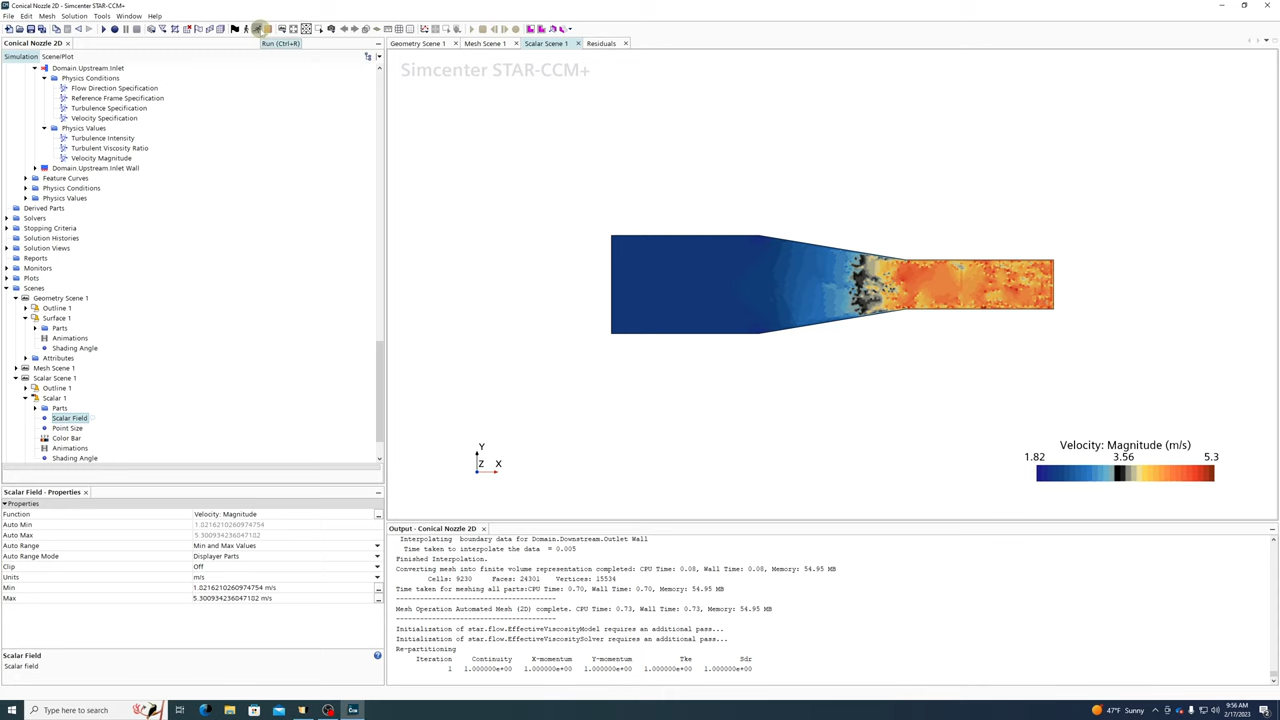 Conical Nozzle 2D - Simcenter STAR-CCM+
File Edit Mesh Solution Tools Window Help
Run (Ctrl+R)
Conical Nozzle 2D
Simulation Scene/Plot
Domain.Upstream.Inlet
Physics Conditions
Flow Direction Specification
Reference Frame Specification
Turbulence Specification
Velocity Specification
Physics Values
Turbulence Intensity
Turbulent Viscosity Ratio
Velocity Magnitude
Domain.Upstream.Inlet Wall
Feature Curves
Physics Conditions
Physics Values
Derived Parts
Solvers
Stopping Criteria
Solution Histories
Solution Views
Reports
Monitors
Plots
Scenes
Geometry Scene 1
Outline 1
Surface 1
Parts
Animations
Shading Angle
Attributes
Mesh Scene 1
Scalar Scene 1
Outline 1
Scalar 1
Parts
Scalar Field
Point Size
Color Bar
Animations
Shading Angle
Scalar Field - Properties
Properties
Function Velocity: Magnitude
Auto Min 1.8216210260974754
Auto Max 5.300934236047182
Auto Range Min and Max Values
Auto Range Mode Displayer Parts
Clip Off
Units m/s
Min 1.8216210260974754 m/s
Max 5.300934236047182 m/s
Scalar Field
Scalar field
Geometry Scene 1 Mesh Scene 1 Scalar Scene 1 Residuals
Simcenter STAR-CCM+
Y
Z X
Velocity: Magnitude (m/s)
1.82 3.56 5.3
Output - Conical Nozzle 2D
Interpolating boundary data for Domain.Downstream.Outlet Wall
Time taken to interpolate the data = 0.005
Finished Interpolation.
Converting mesh into finite volume representation completed: CPU Time: 0.08, Wall Time: 0.08, Memory: 54.95 MB
Cells: 9230 Faces: 24301 Vertices: 15534
Time taken for meshing all parts:CPU Time: 0.70, Wall Time: 0.70, Memory: 54.95 MB
----------------------------------------
Mesh Operation Automated Mesh (2D) complete. CPU Time: 0.73, Wall Time: 0.73, Memory: 54.95 MB
----------------------------------------
Initialization of star.flow.EffectiveViscosityModel requires an additional pass...
Initialization of star.flow.EffectiveViscositySolver requires an additional pass...
Re-partitioning
Iteration Continuity X-momentum Y-momentum Tke Sdr
1 1.000000e+00 1.000000e+00 1.000000e+00 1.000000e+00 1.000000e+00
Type here to search
47°F Sunny
9:56 AM
2/17/2023